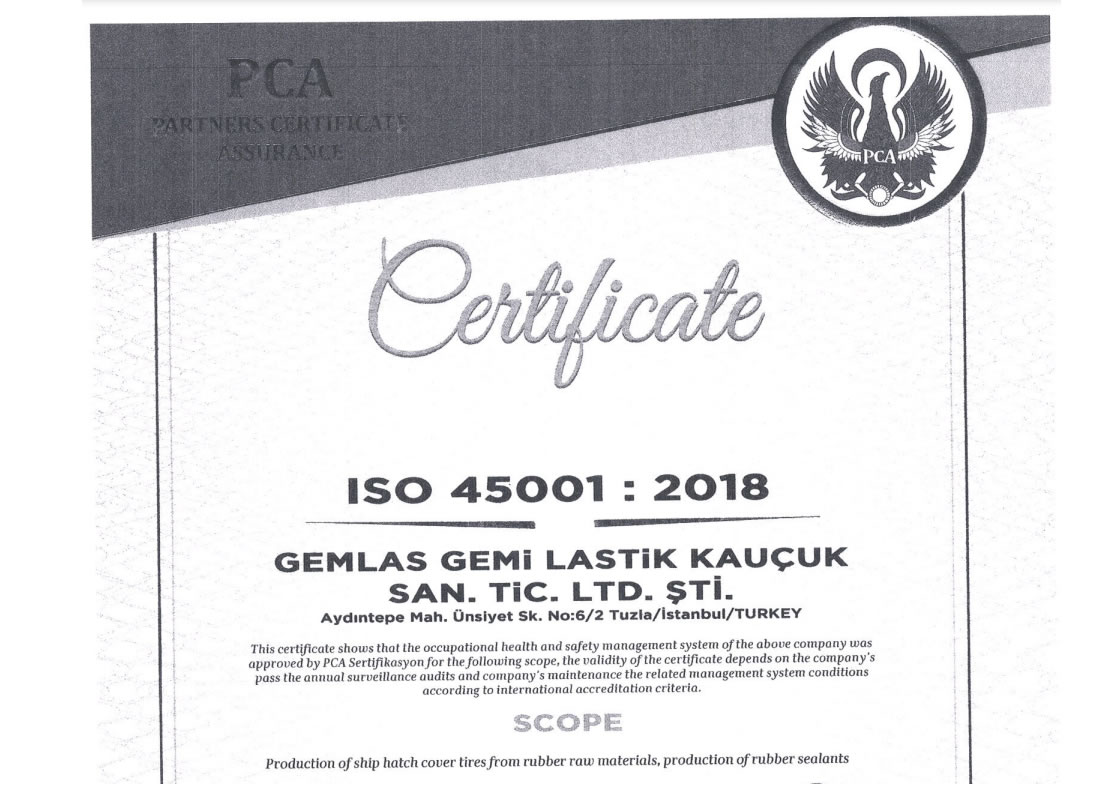 PCA
PARTNERS CERTIFICATE
ASSURANCE
PCA
Certificate
ISO 45001 : 2018
GEMLAS GEMİ LASTİK KAUÇUK
SAN. TİC. LTD. ŞTİ.
Aydıntepe Mah. Ünsiyet Sk. No:6/2 Tuzla/İstanbul/TURKEY
This certificate shows that the occupational health and safety management system of the above company was
approved by PCA Sertifikasyon for the following scope, the validity of the certificate depends on the company's
pass the annual surveillance audits and company's maintenance the related management system conditions
according to international accreditation criteria.
SCOPE
Production of ship hatch cover tires from rubber raw materials, production of rubber sealants